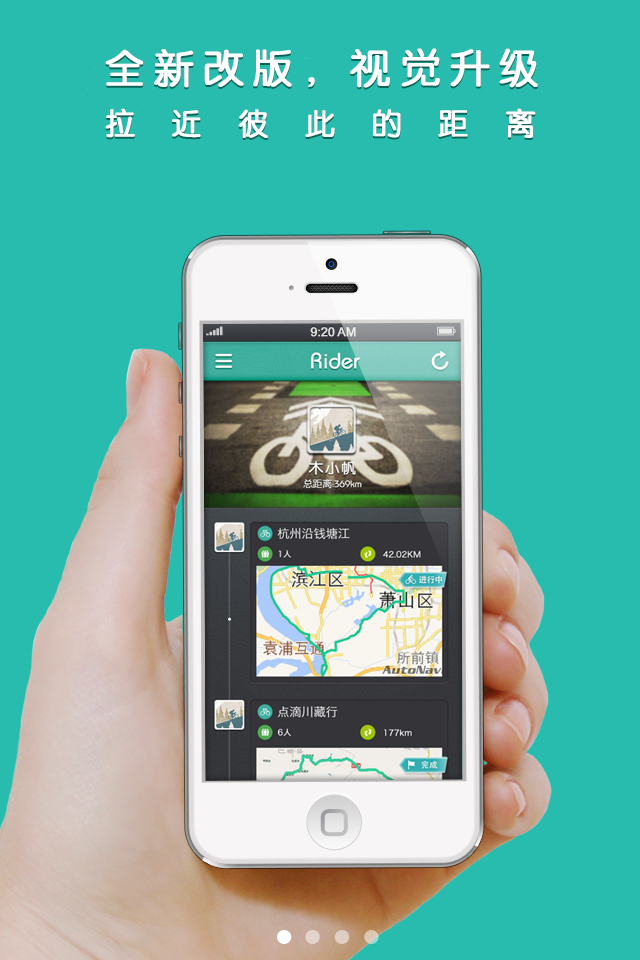 全新改版，视觉升级
拉近彼此的距离
9:20 AM
Rider
木小帆
总距离:369km
杭州沿钱塘江
1人 42.02KM
滨江区
进行中
萧山区
袁浦互通
所前镇
AutoNav
点滴川藏行
6人 177km
完成